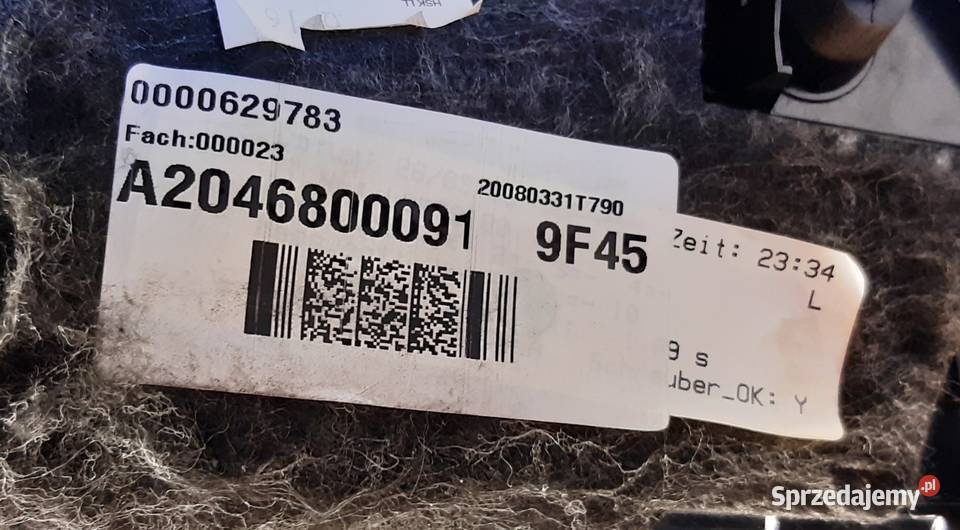 0000629783
Fach:000023
20080331T790
A2046800091 9F45
Zeit: 23:34
L
9 s
uber_OK: Y
Sprzedajemy.pl